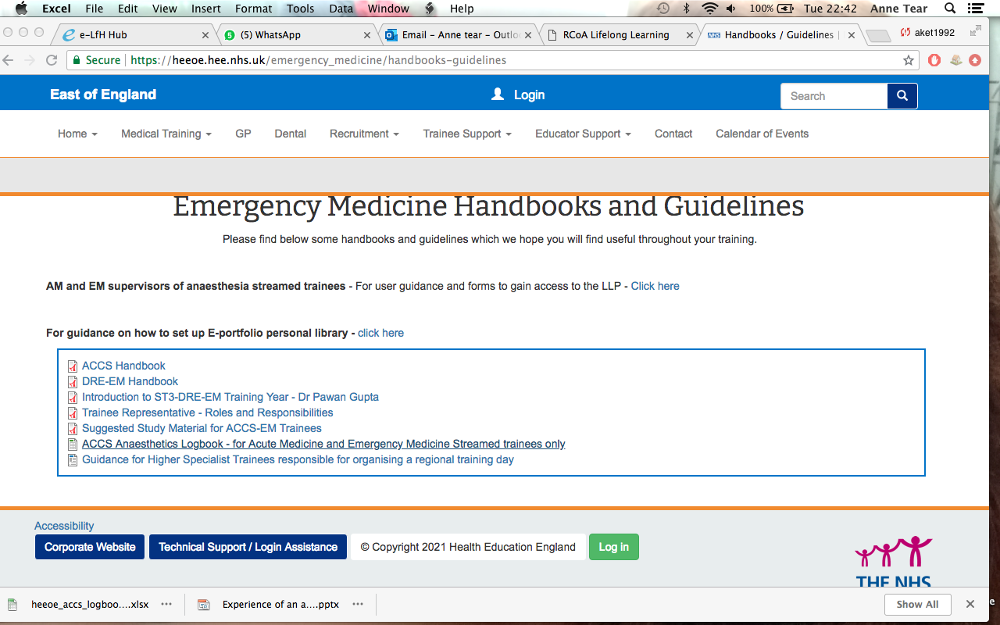 Excel File Edit View Insert Format Tools Data Window Help 100% Tue 22:42 Anne Tear
e-LfH Hub (5) WhatsApp Email – Anne tear – Outlo RCoA Lifelong Learning Handbooks / Guidelines | aket1992
Secure https://heeoe.hee.nhs.uk/emergency_medicine/handbooks-guidelines
East of England Login Search
Home Medical Training GP Dental Recruitment Trainee Support Educator Support Contact Calendar of Events
Emergency Medicine Handbooks and Guidelines
Please find below some handbooks and guidelines which we hope you will find useful throughout your training.
AM and EM supervisors of anaesthesia streamed trainees - For user guidance and forms to gain access to the LLP - Click here
For guidance on how to set up E-portfolio personal library - click here
ACCS Handbook
DRE-EM Handbook
Introduction to ST3-DRE-EM Training Year - Dr Pawan Gupta
Trainee Representative - Roles and Responsibilities
Suggested Study Material for ACCS-EM Trainees
ACCS Anaesthetics Logbook - for Acute Medicine and Emergency Medicine Streamed trainees only
Guidance for Higher Specialist Trainees responsible for organising a regional training day
Accessibility
Corporate Website Technical Support / Login Assistance © Copyright 2021 Health Education England Log in
THE NHS
heeoe_accs_logboo....xlsx Experience of an a....pptx Show All